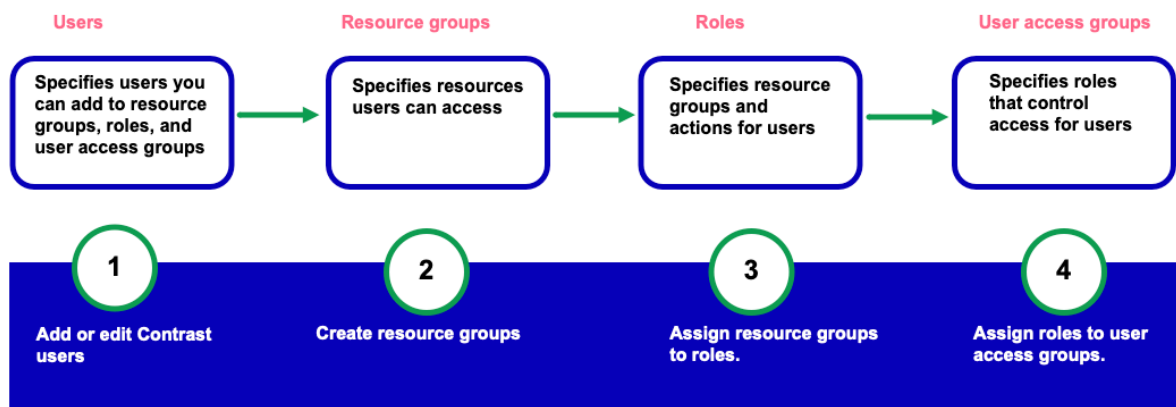 Users
Resource groups
Roles
User access groups
Specifies users you
can add to resource
groups, roles, and
user access groups
Specifies resources
users can access
Specifies resource
groups and
actions for users
Specifies roles
that control
access for users
1
2
3
4
Add or edit Contrast
users
Create resource groups
Assign resource groups
to roles.
Assign roles to user
access groups.